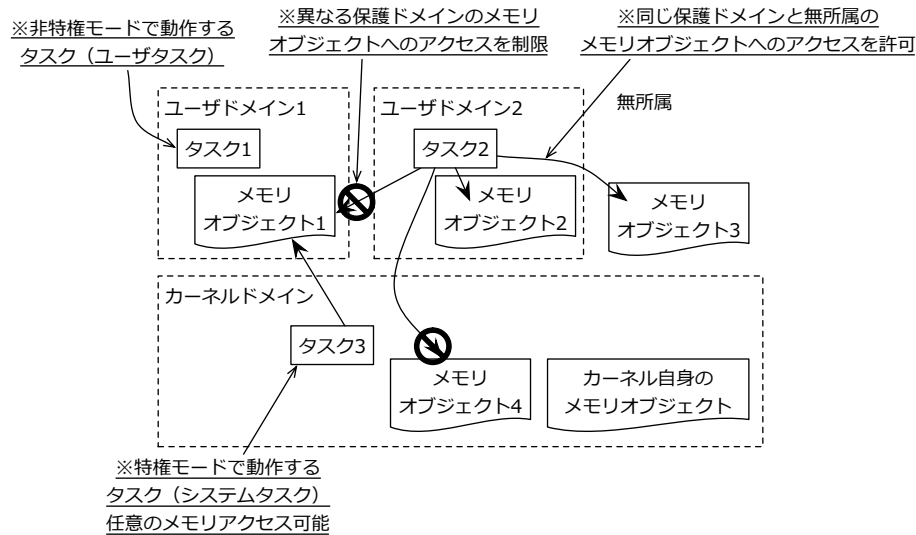 ※非特権モードで動作する
タスク（ユーザタスク）
※異なる保護ドメインのメモリ
オブジェクトへのアクセスを制限
※同じ保護ドメインと無所属の
メモリオブジェクトへのアクセスを許可
ユーザドメイン1
タスク1
メモリ
オブジェクト1
ユーザドメイン2
タスク2
メモリ
オブジェクト2
無所属
メモリ
オブジェクト3
カーネルドメイン
タスク3
メモリ
オブジェクト4
カーネル自身の
メモリオブジェクト
※特権モードで動作する
タスク（システムタスク）
任意のメモリアクセス可能